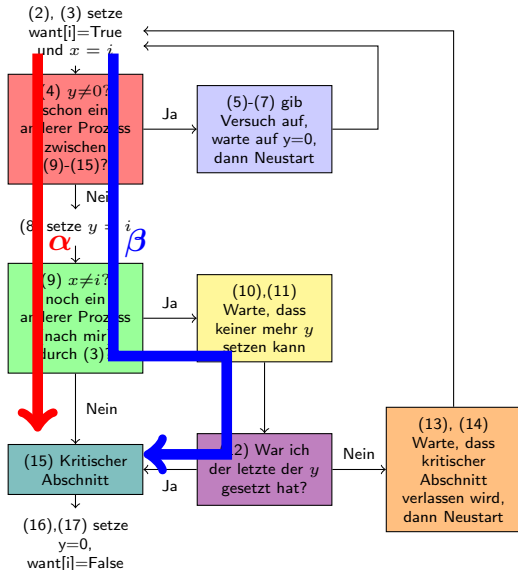 (2), (3) setze
want[i]=True
und x = i
(4) y≠0?
schon ein
anderer Prozess
zwischen
(9)-(15)?
Ja
(5)-(7) gib
Versuch auf,
warte auf y=0,
dann Neustart
Nein
(8) setze y = i
α
β
(9) x≠i?
noch ein
anderer Prozess
nach mir
durch (3)?
Ja
(10),(11)
Warte, dass
keiner mehr y
setzen kann
Nein
(15) Kritischer
Abschnitt
Ja
(12) War ich
der letzte der y
gesetzt hat?
Nein
(13), (14)
Warte, dass
kritischer
Abschnitt
verlassen wird,
dann Neustart
(16),(17) setze
y=0,
want[i]=False